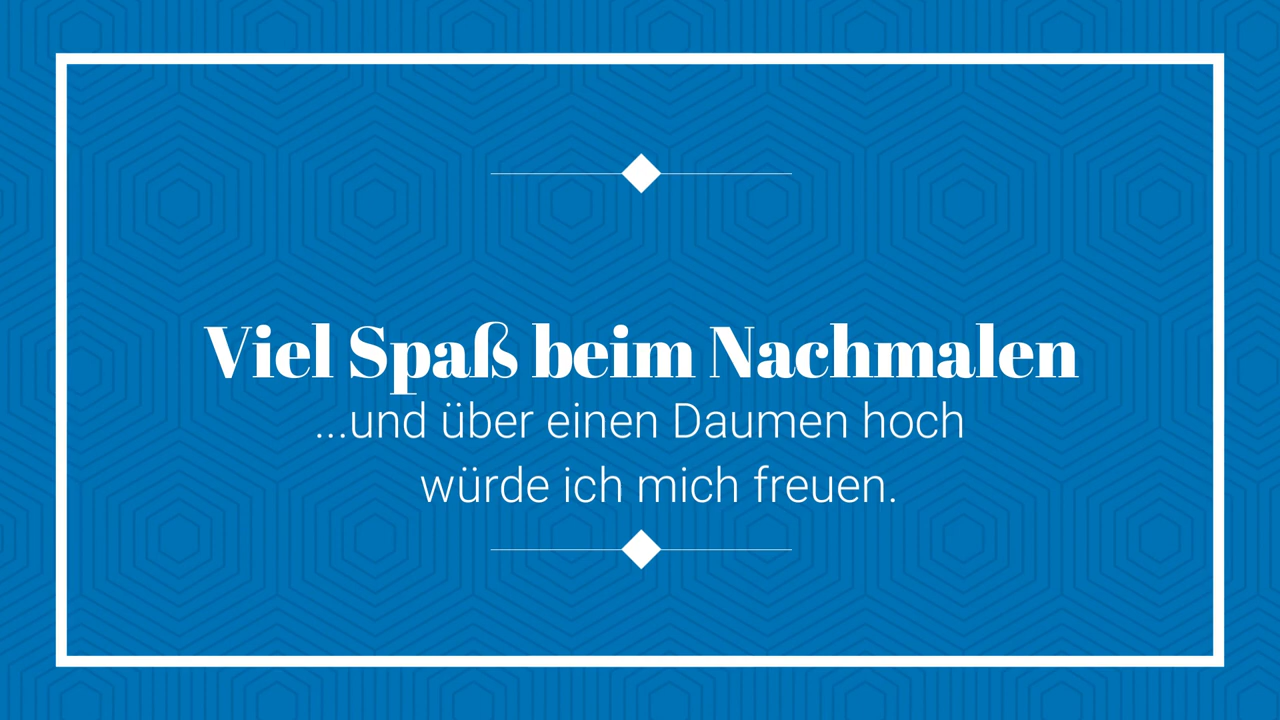 Viel Spaß beim Nachmalen
...und über einen Daumen hoch
würde ich mich freuen.